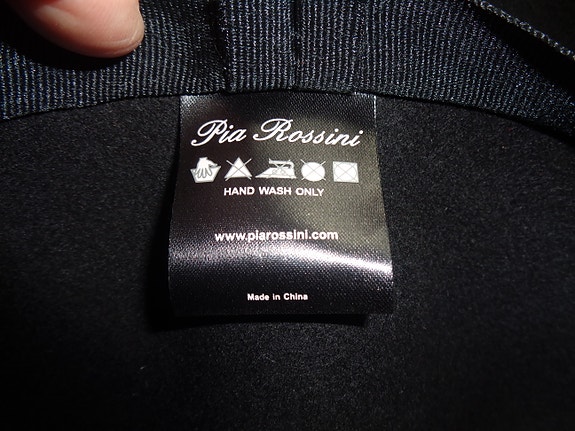 Pia Rossini
HAND WASH ONLY
www.piarossini.com
Made in China